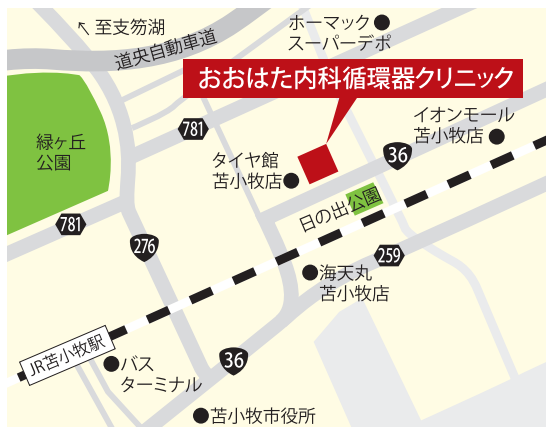 ↖至支笏湖
道央自動車道
ホーマック
スーパーデポ
おおはた内科循環器クリニック
イオンモール
苫小牧店
781
緑ヶ丘
公園
36
タイヤ館
苫小牧店
日の出公園
781
276
259
海天丸
苫小牧店
JR苫小牧駅
36
バス
ターミナル
苫小牧市役所